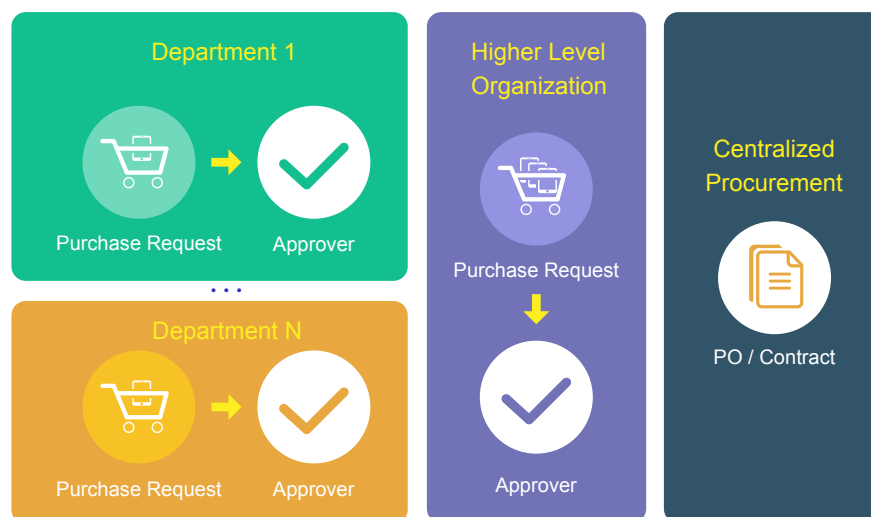 Department 1
Purchase Request
Approver
...
Department N
Purchase Request
Approver
Higher Level
Organization
Purchase Request
Approver
Centralized
Procurement
PO / Contract